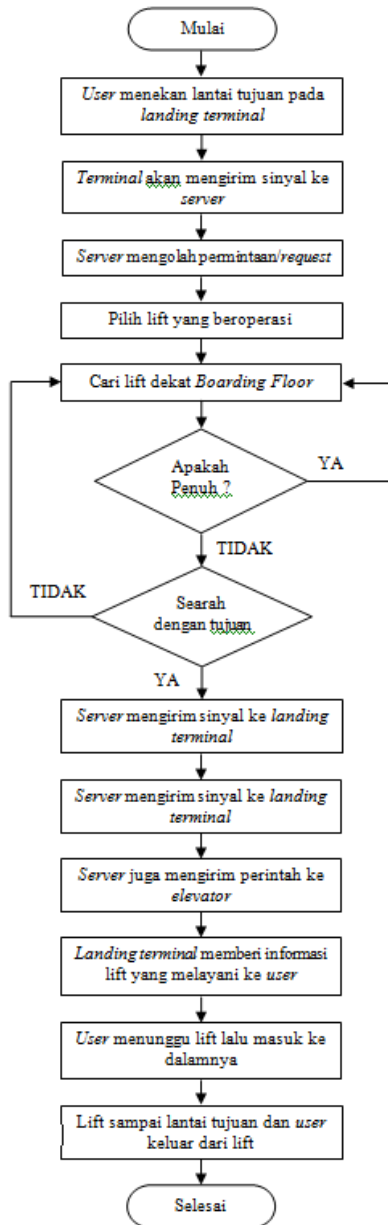 Mulai
User menekan lantai tujuan pada
landing terminal
Terminal akan mengirim sinyal ke
server
Server mengolah permintaan/request
Pilih lift yang beroperasi
Cari lift dekat Boarding Floor
Apakah
Penuh ?
YA
TIDAK
TIDAK
Searah
dengan tujuan
YA
Server mengirim sinyal ke landing
terminal
Server mengirim sinyal ke landing
terminal
Server juga mengirim perintah ke
elevator
Landing terminal memberi informasi
lift yang melayani ke user
User menunggu lift lalu masuk ke
dalamnya
Lift sampai lantai tujuan dan user
keluar dari lift
Selesai